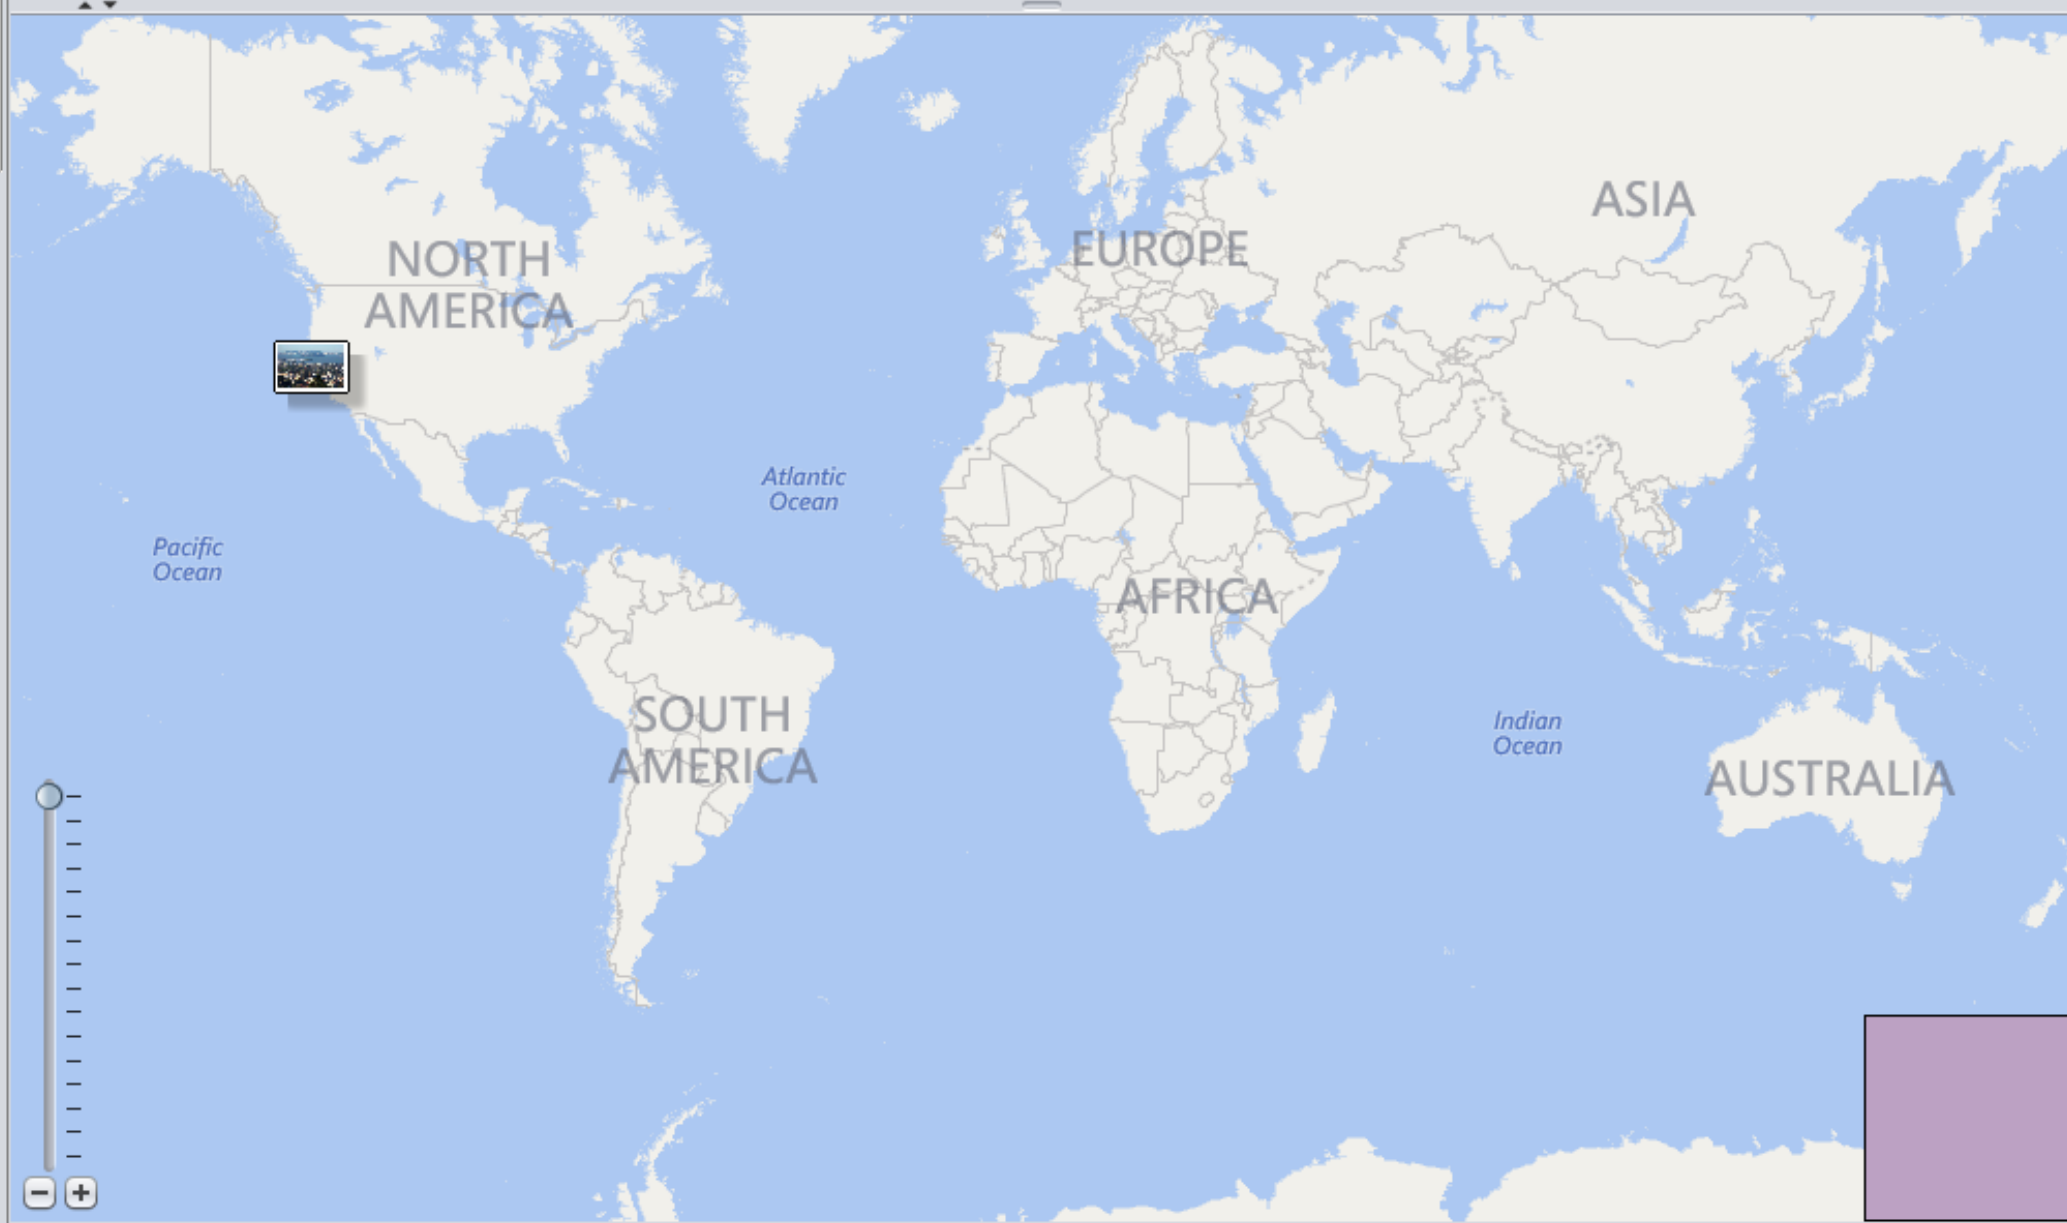 ASIA
EUROPE
NORTH
AMERICA
Atlantic
Ocean
Pacific
Ocean
AFRICA
SOUTH
AMERICA
Indian
Ocean
AUSTRALIA